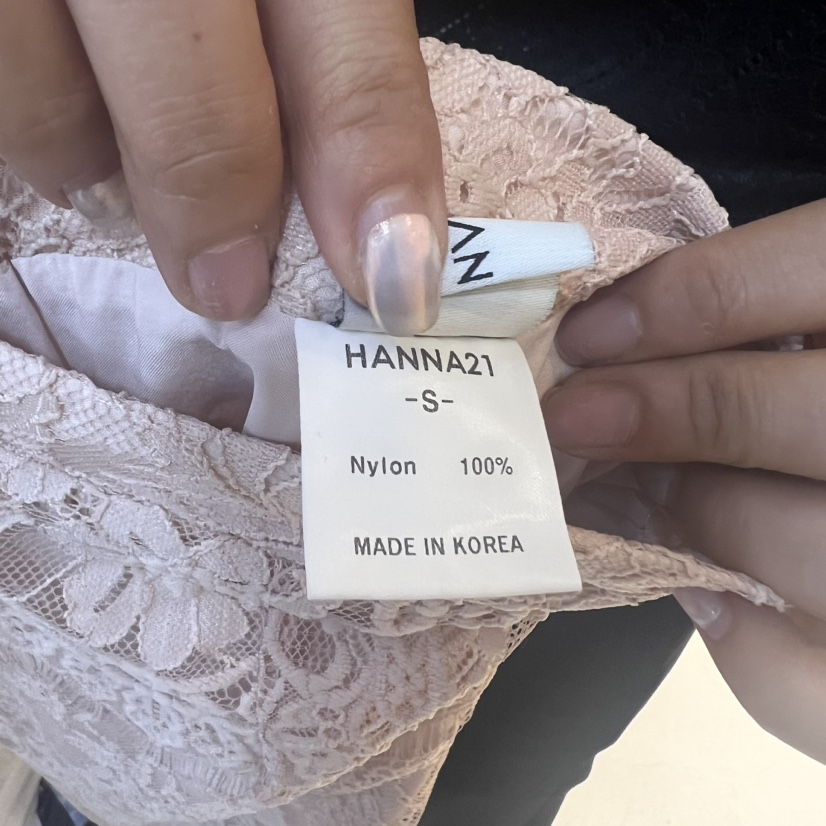 HANNA21
-S-
Nylon 100%
MADE IN KOREA